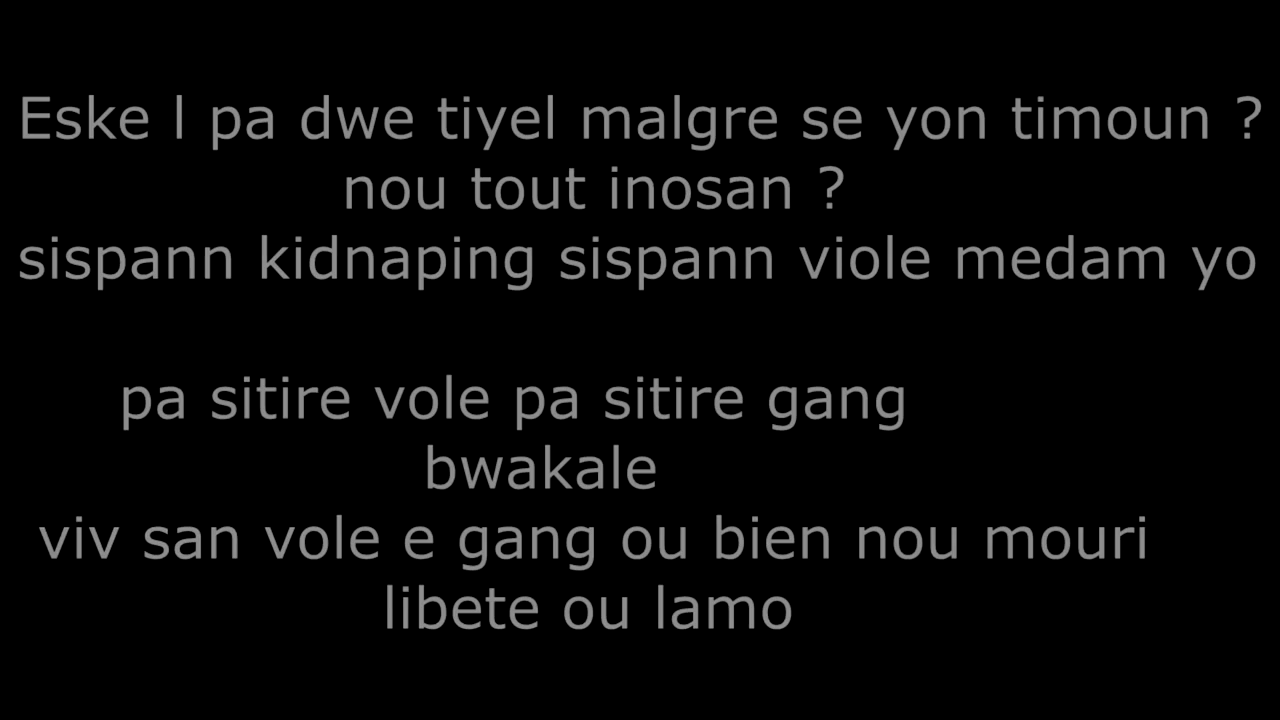 Eske l pa dwe tiyel malgre se yon timoun ?
nou tout inosan ?
sispann kidnaping sispann viole medam yo
pa sitire vole pa sitire gang
bwakale
viv san vole e gang ou bien nou mouri
libete ou lamo